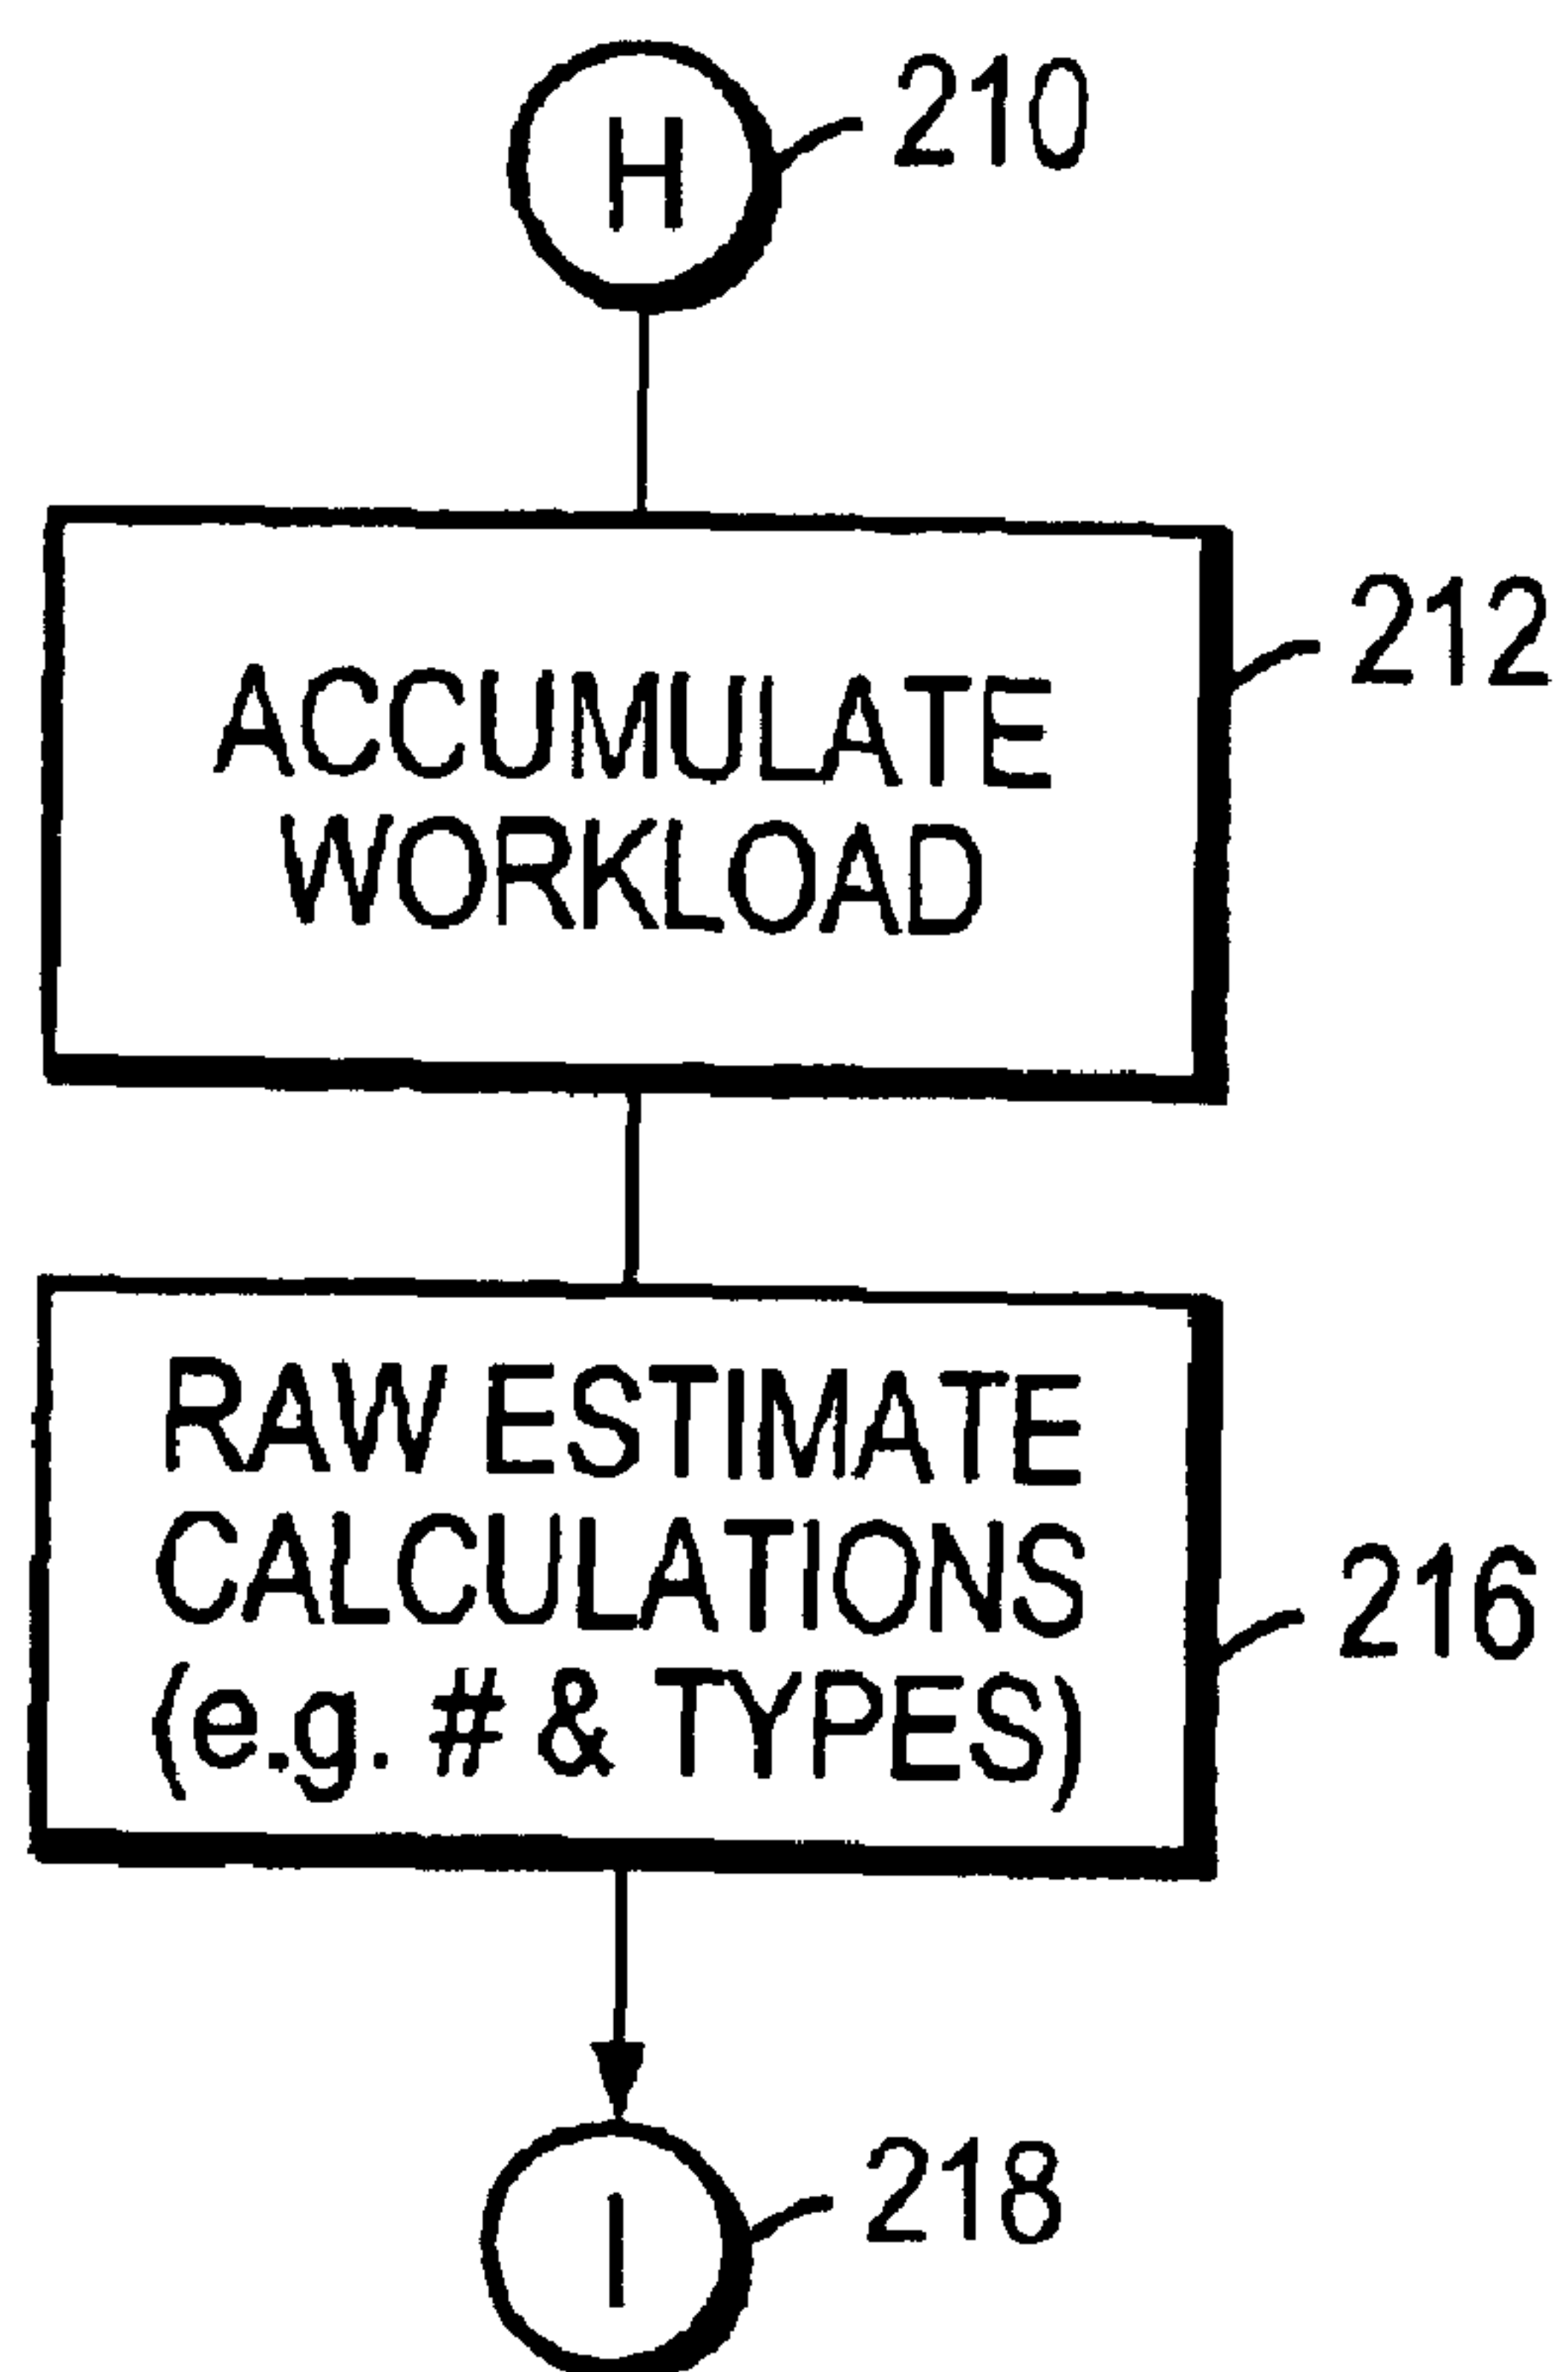 H
210
ACCUMULATE
WORKLOAD
212
RAW ESTIMATE
CALCULATIONS
(e.g. # & TYPES)
216
I
218